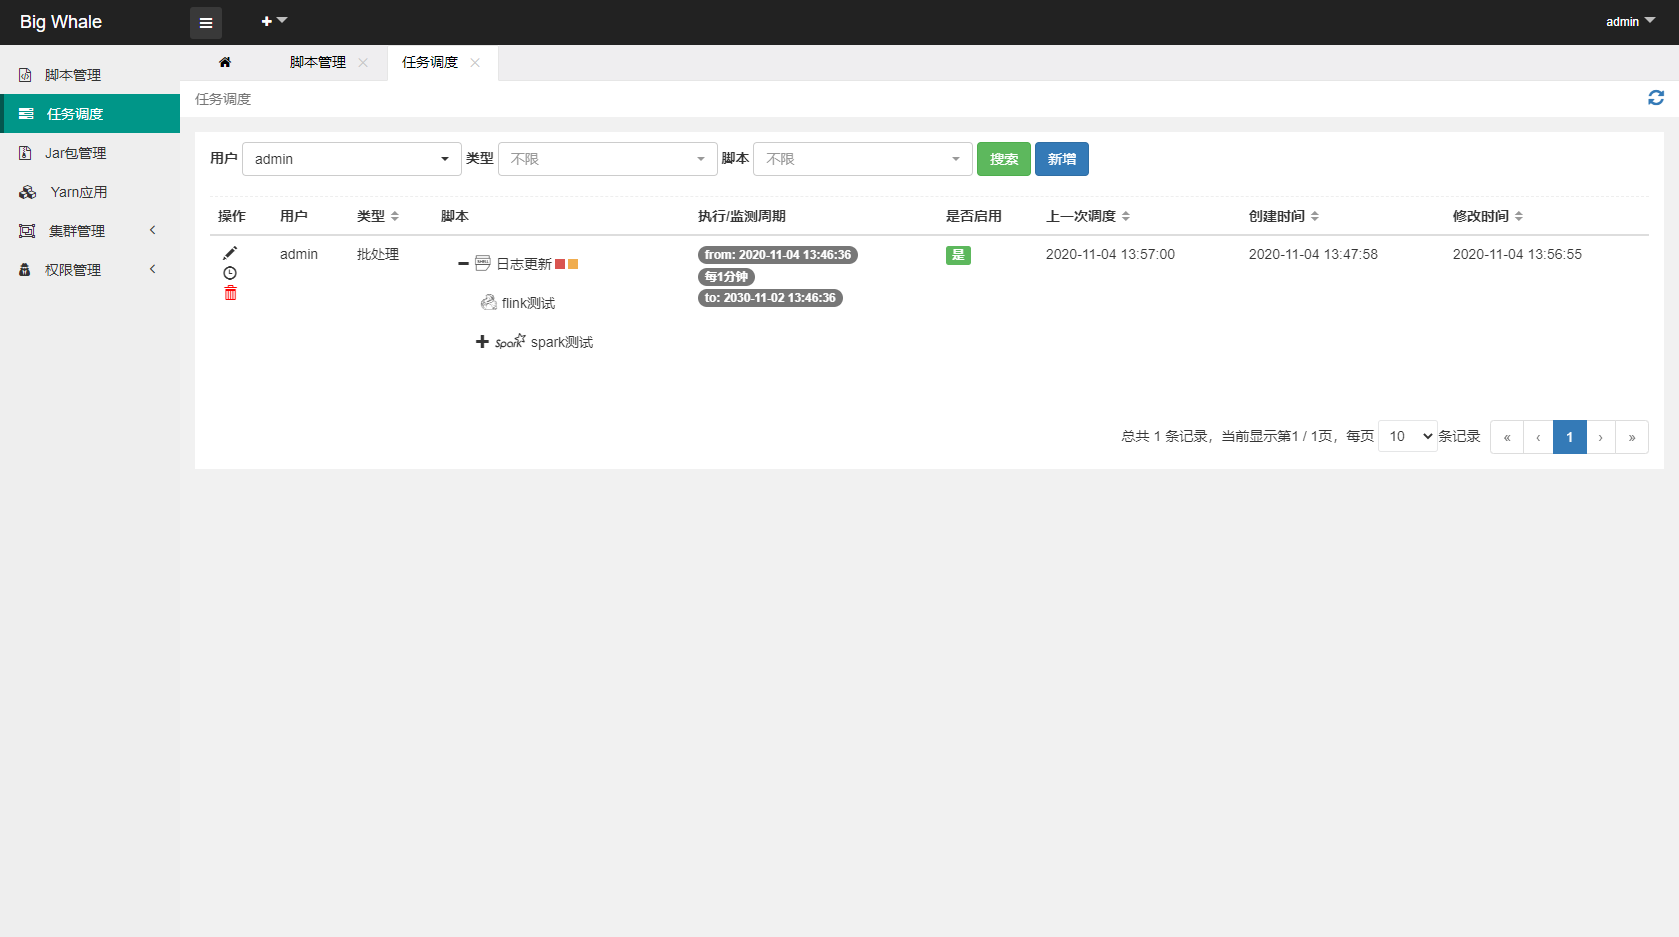 Big Whale
admin
脚本管理
任务调度
Jar包管理
Yarn应用
集群管理
权限管理
脚本管理
任务调度
任务调度
用户 admin 类型 不限 脚本 不限 搜索 新增
操作 用户 类型 脚本 执行/监测周期 是否启用 上一次调度 创建时间 修改时间
admin 批处理 日志更新 from: 2020-11-04 13:46:36 是 2020-11-04 13:57:00 2020-11-04 13:47:58 2020-11-04 13:56:55
每1分钟
to: 2030-11-02 13:46:36
flink测试
Spark spark测试
总共 1 条记录，当前显示第1 / 1页，每页 10 条记录 « ‹ 1 › »